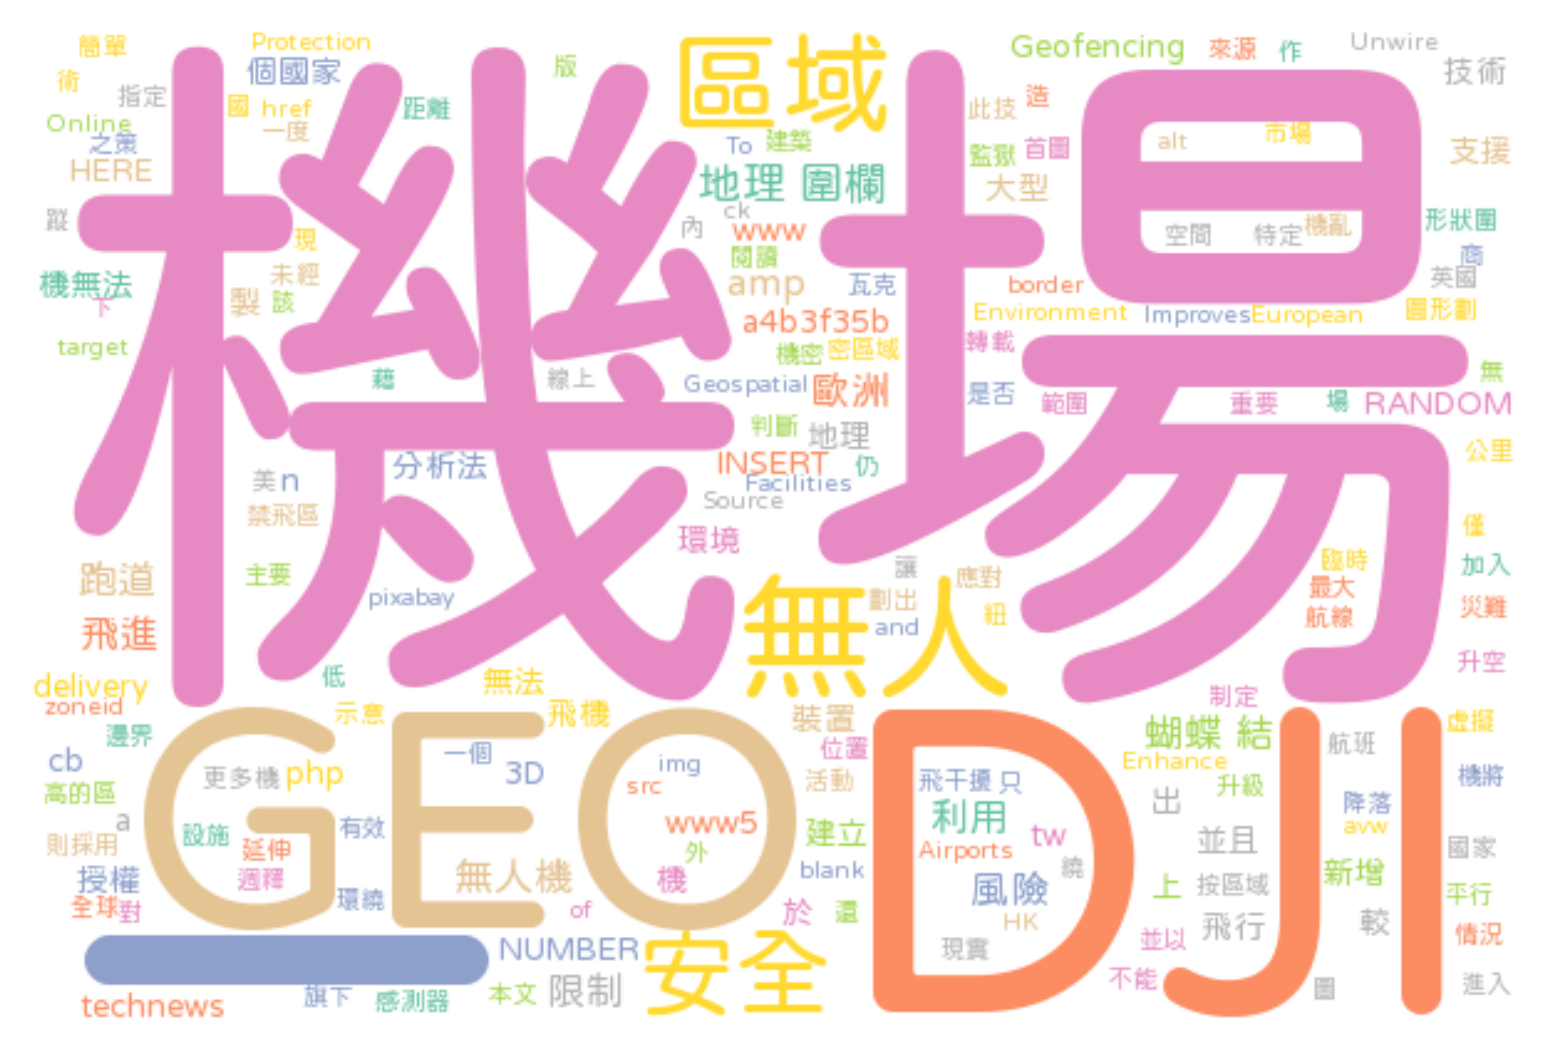 簡單
Protection
區域
Geofencing
來源
作
Unwire
術
指定
個國家
版
技術
國
href
距離
此技
造
Online
一度
之策
To
建築
alt
市場
HERE
監獄
首圖
支援
地理 圍欄
大型
蹤
ck
內
www
空間
特定
機亂
形狀圍
現
閱讀
商
機無法
未經
amp
瓦克
border
英國
下
製
該
Environment
Improves
European
圓形劃
target
a4b3f35b
機密
密區域
轉載
機場
藉
線上
Geospatial
歐洲
是否
範圍
重要
場
RANDOM
無
判斷
地理
分析法
INSERT
仍
公里
美
n
Facilities
Source
禁飛區
環境
僅
跑道
主要
讓
應對
臨時
加入
pixabay
劃出
最大
災難
飛進
and
紐
航線
無人
低
無法
升空
delivery
zoneid
示意
飛機
裝置
制定
邊界
位置
蝴蝶 結
航班
虛擬
cb
更多機
php
一個
3D
img
src
活動
飛干擾
只
Enhance
升級
機將
高的區
GEO
DJI
a
有效
www5
利用
出
降落
avw
設施
建立
tw
則採用
延伸
外
Airports
並且
國家
授權
週釋
無人機
機
blank
風險
繞
上
按區域
新增
平行
全球
對
環繞
of
於
還
HK
飛行
較
_
NUMBER
安全
現實
並以
情況
technews
旗下
感測器
本文
限制
不能
圖
進入